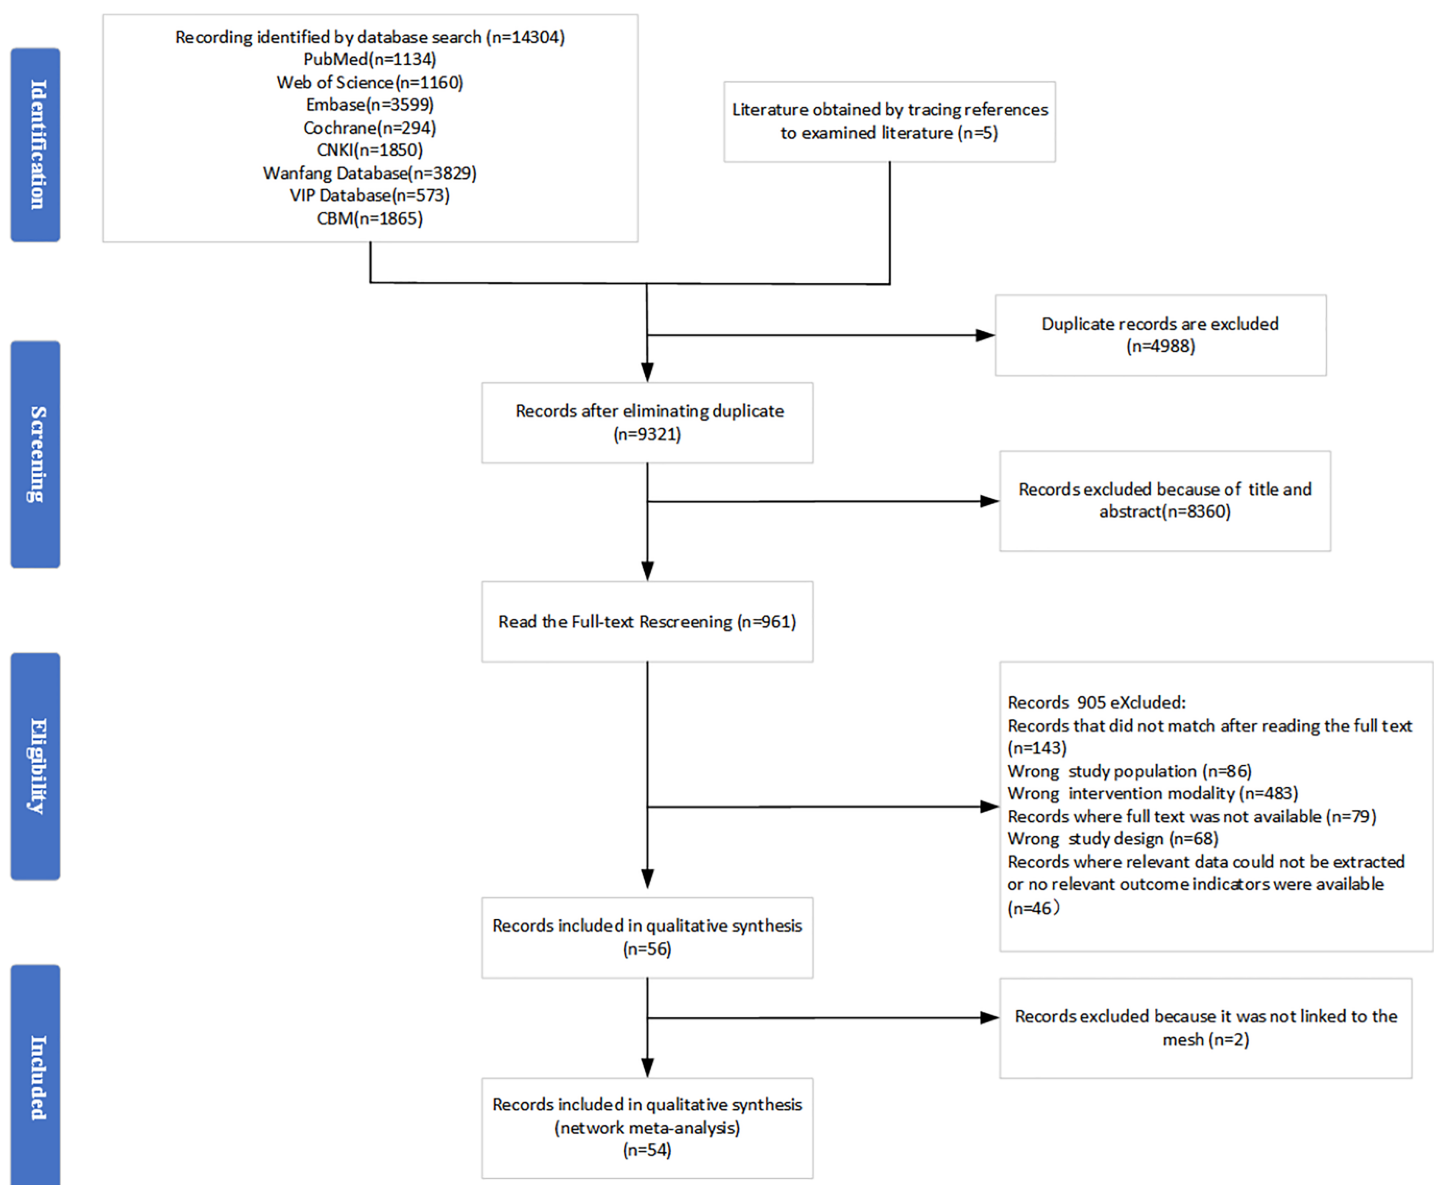 Identification
Recording identified by database search (n=14304)
PubMed(n=1134)
Web of Science(n=1160)
Embase(n=3599)
Cochrane(n=294)
CNKI(n=1850)
Wanfang Database(n=3829)
VIP Database(n=573)
CBM(n=1865)
Literature obtained by tracing references
to examined literature (n=5)
Duplicate records are excluded
(n=4988)
Screening
Records after eliminating duplicate
(n=9321)
Records excluded because of title and
abstract(n=8360)
Read the Full-text Rescreening (n=961)
Eligibility
Records 905 eXcluded:
Records that did not match after reading the full text
(n=143)
Wrong study population (n=86)
Wrong intervention modality (n=483)
Records where full text was not available (n=79)
Wrong study design (n=68)
Records where relevant data could not be extracted
or no relevant outcome indicators were available
(n=46）
Records included in qualitative synthesis
(n=56)
Included
Records excluded because it was not linked to the
mesh (n=2)
Records included in qualitative synthesis
(network meta-analysis)
(n=54)